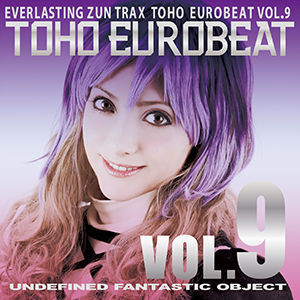 EVERLASTING ZUN TRAX TOHO EUROBEAT VOL.9
TOHO EUROBEAT
VOL.9
UNDEFINED FANTASTIC OBJECT